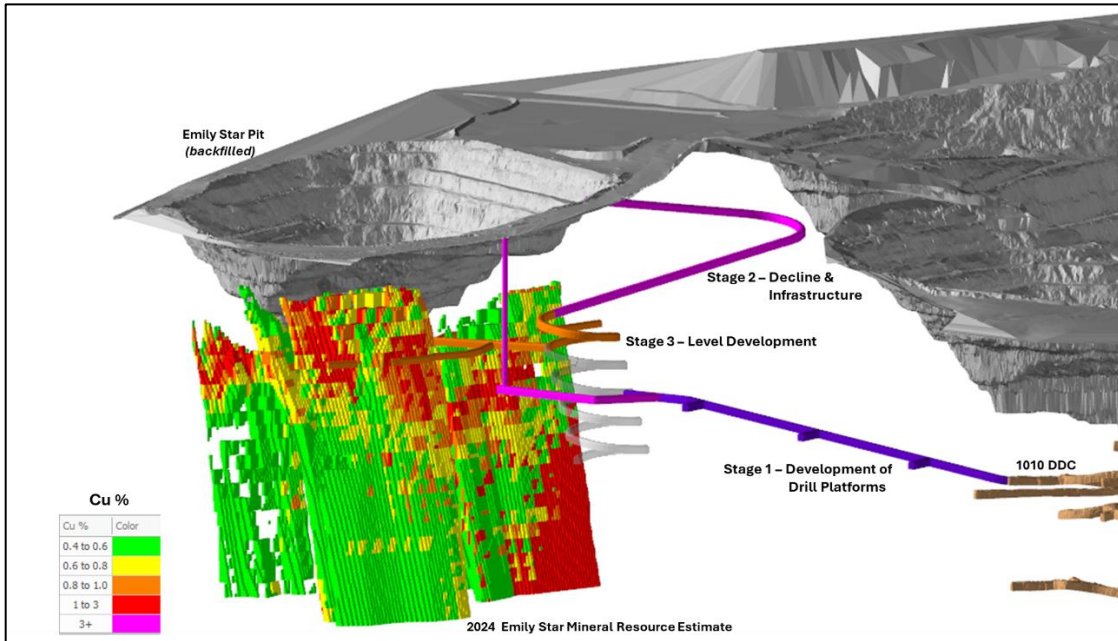 Emily Star Pit
(backfilled)
Stage 2 – Decline &
Infrastructure
Stage 3 – Level Development
Stage 1 – Development of
Drill Platforms
1010 DDC
Cu %
Cu % Color
0.4 to 0.6
0.6 to 0.8
0.8 to 1.0
1 to 3
3+
2024 Emily Star Mineral Resource Estimate